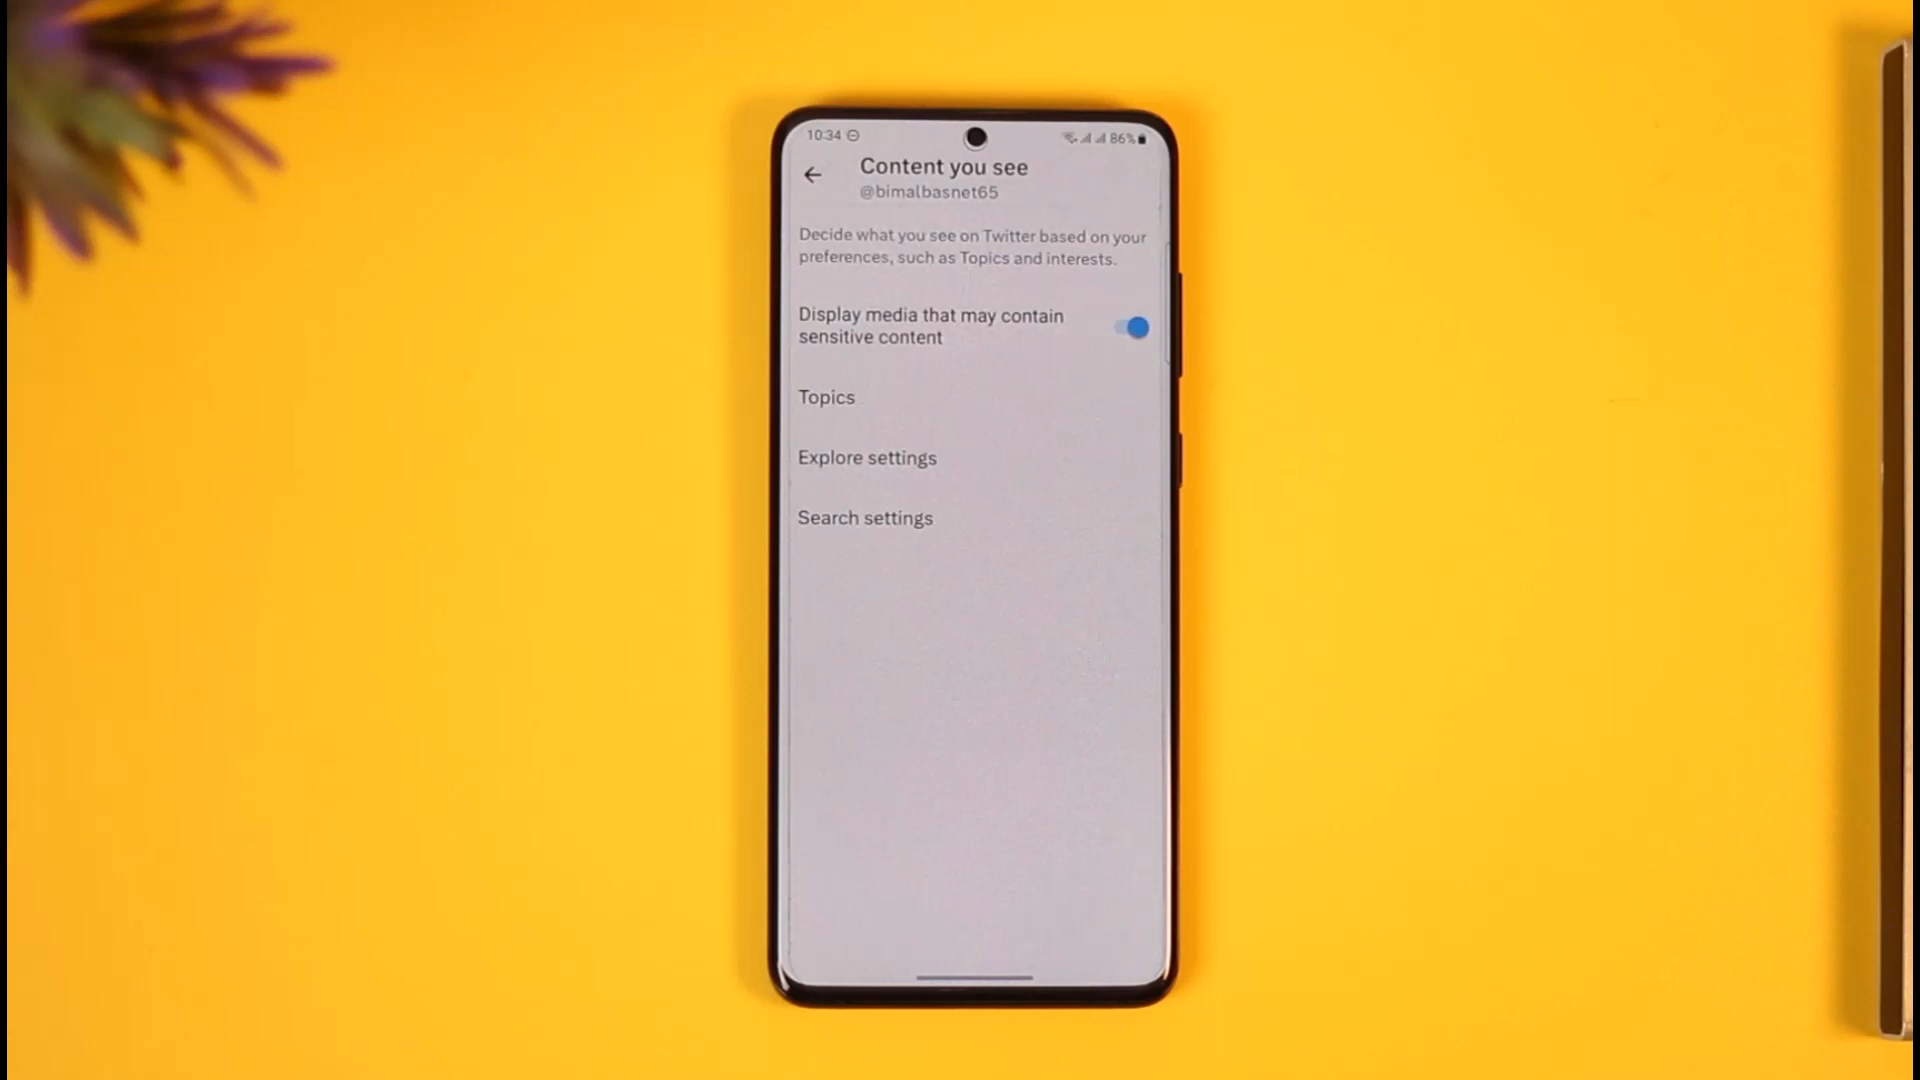 10:34
86%
Content you see
@bimalbasnet65
Decide what you see on Twitter based on your
preferences, such as Topics and interests.
Display media that may contain
sensitive content
Topics
Explore settings
Search settings